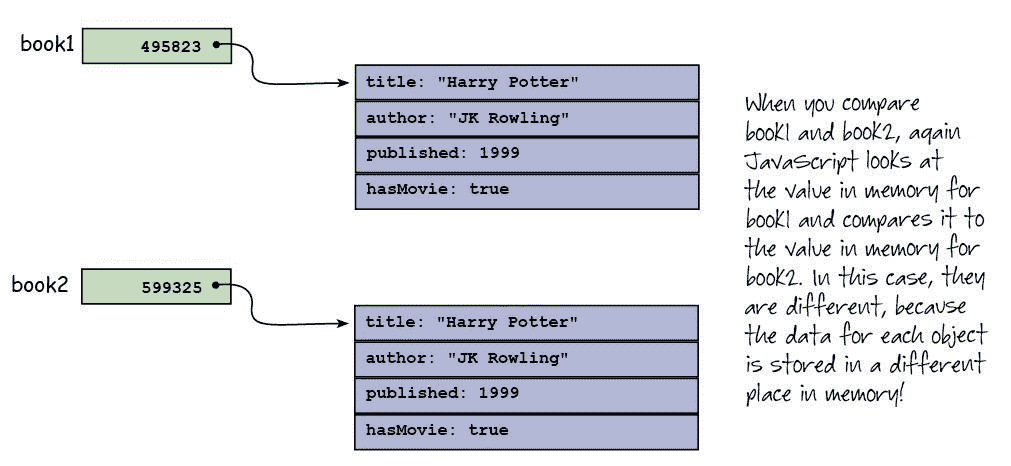 book1
495823
title: "Harry Potter"
author: "JK Rowling"
published: 1999
hasMovie: true
book2
599325
title: "Harry Potter"
author: "JK Rowling"
published: 1999
hasMovie: true
When you compare
book1 and book2, again
JavaScript looks at
the value in memory for
book1 and compares it to
the value in memory for
book2. In this case, they
are different, because
the data for each object
is stored in a different
place in memory!